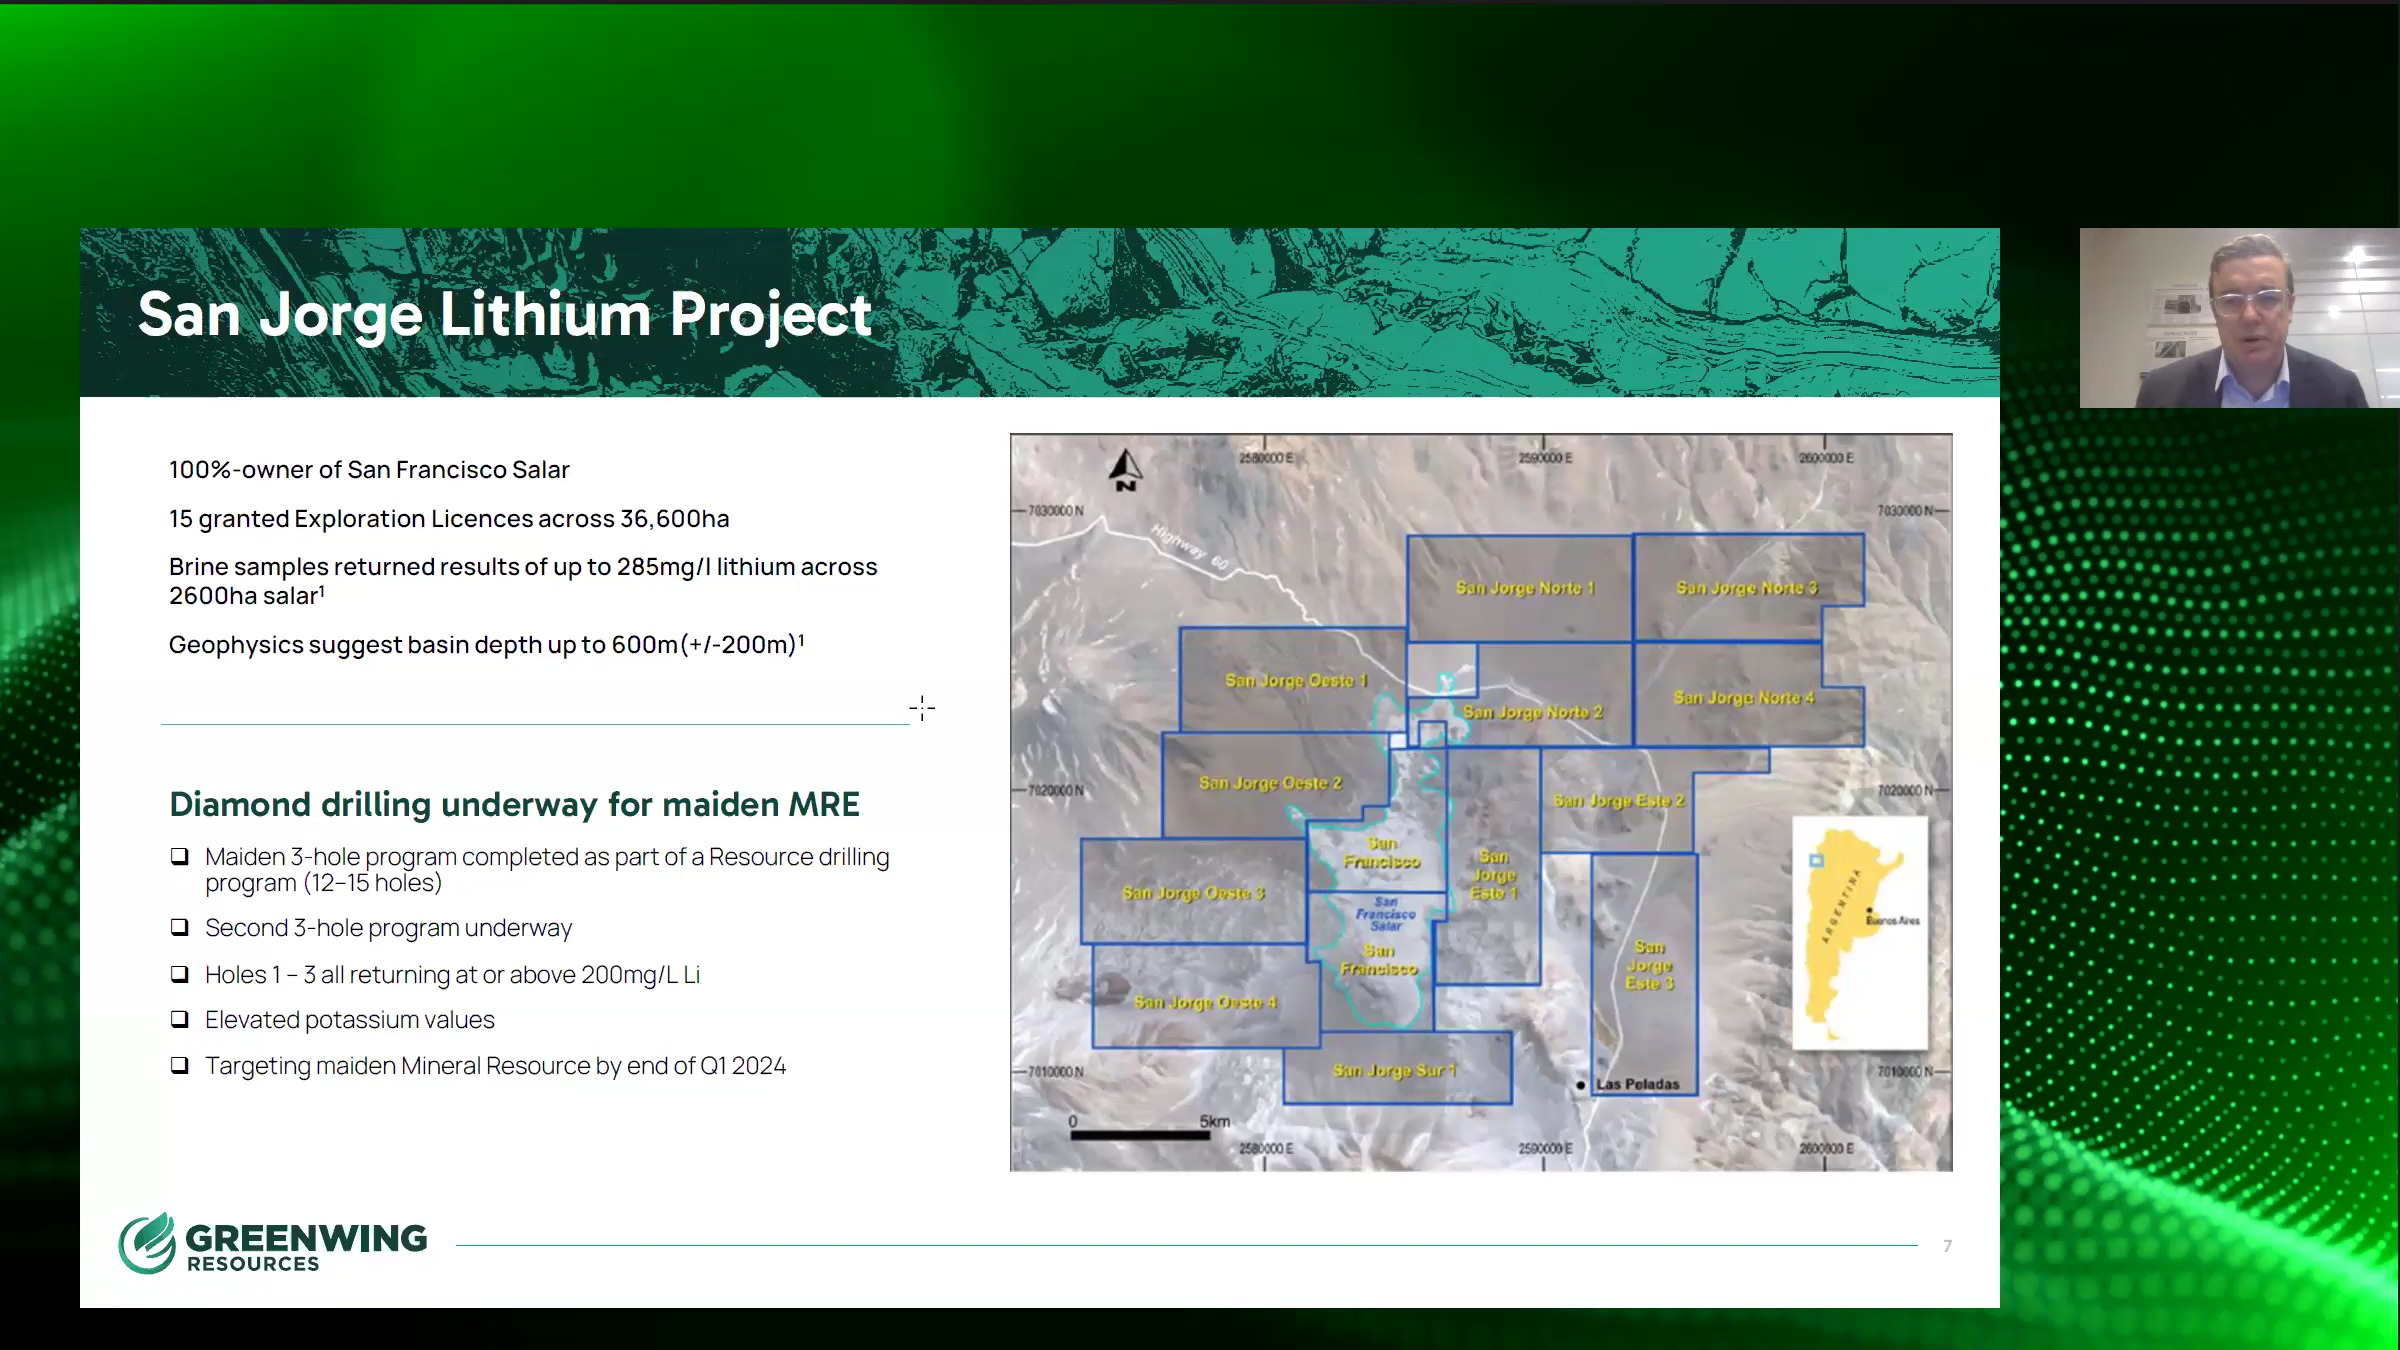 San Jorge Lithium Project
100%-owner of San Francisco Salar
15 granted Exploration Licences across 36,600ha
Brine samples returned results of up to 285mg/l lithium across
2600ha salar¹
Geophysics suggest basin depth up to 600m(+/-200m)¹
Diamond drilling underway for maiden MRE
Maiden 3-hole program completed as part of a Resource drilling
program (12–15 holes)
Second 3-hole program underway
Holes 1 – 3 all returning at or above 200mg/L Li
Elevated potassium values
Targeting maiden Mineral Resource by end of Q1 2024
N
2580000 E
2590000 E
2600000 E
7030000 N
7030000 N
Highway 60
San Jorge Norte 1
San Jorge Norte 3
San Jorge Oeste 1
San Jorge Norte 2
San Jorge Norte 4
San Jorge Oeste 2
7020000 N
San Jorge Este 2
7020000 N
San
Francisco
San
Jorge
Este 1
San Jorge Oeste 3
San
Francisco
Salar
San
Francisco
San
Jorge
Este 3
San Jorge Oeste 4
San Jorge Sur 1
Las Peladas
7010000 N
7010000 N
0
5km
2580000 E
2590000 E
2600000 E
ARGENTINA
Buenos Aires
GREENWING
RESOURCES
7